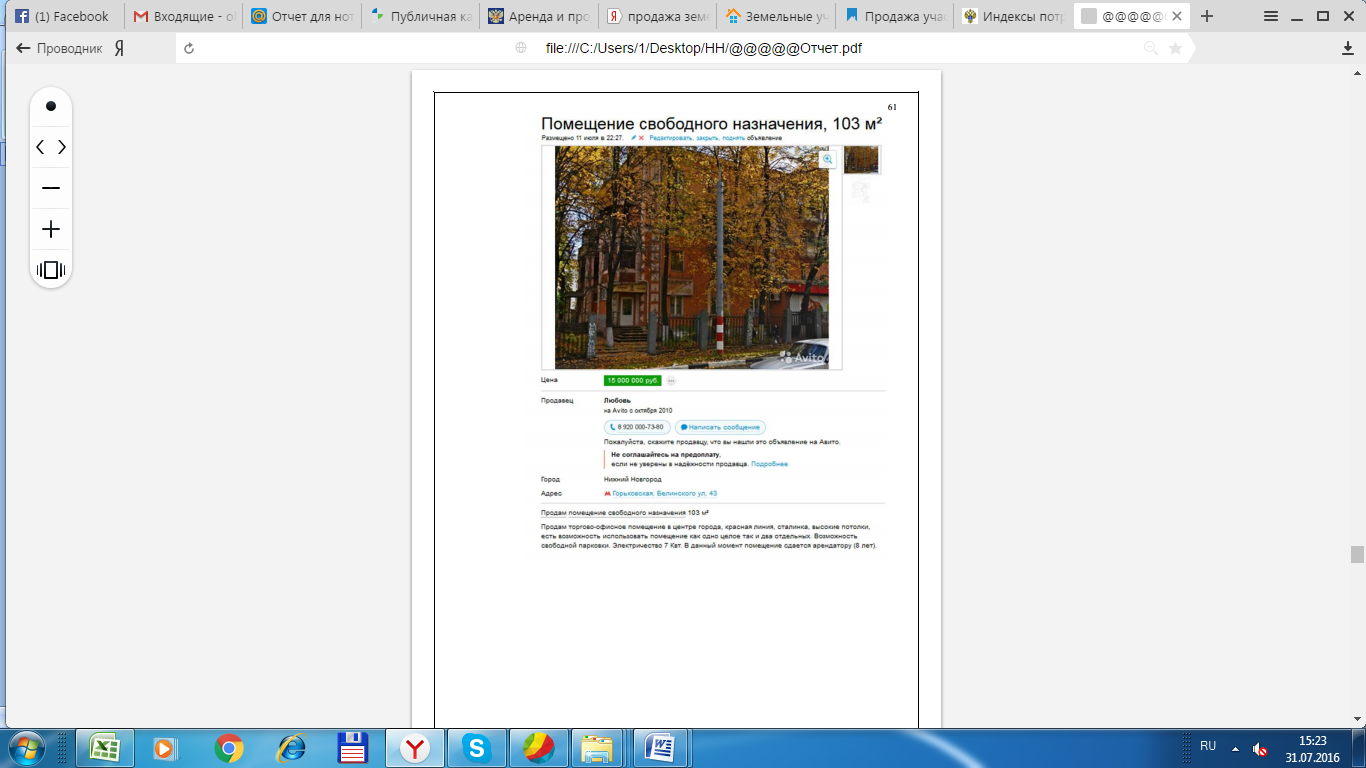 (1) Facebook
Входящие - ol
Отчет для нот
Публичная ка
Аренда и про
продажа земе
Земельные уч
Продажа учас
Индексы потр
@@@@@
Проводник
file:///C:/Users/1/Desktop/НН/@@@@@Отчет.pdf
61
Помещение свободного назначения, 103 м²
Размещено 11 июля в 22:27. Редактировать, закрыть, поднять объявление
Avito
Цена 15 000 000 руб.
Продавец Любовь
на Avito с октября 2010
8 920 000-73-80 Написать сообщение
Пожалуйста, скажите продавцу, что вы нашли это объявление на Авито.
Не соглашайтесь на предоплату,
если не уверены в надёжности продавца. Подробнее
Город Нижний Новгород
Адрес Горьковская, Белинского ул, 43
Продам помещение свободного назначения 103 м²
Продам торгово-офисное помещение в центре города, красная линия, сталинка, высокие потолки,
есть возможность использовать помещение как одно целое так и два отдельных. Возможность
свободной парковки. Электричество 7 Квт. В данный момент помещение сдается арендатору (8 лет).
RU
15:23
31.07.2016